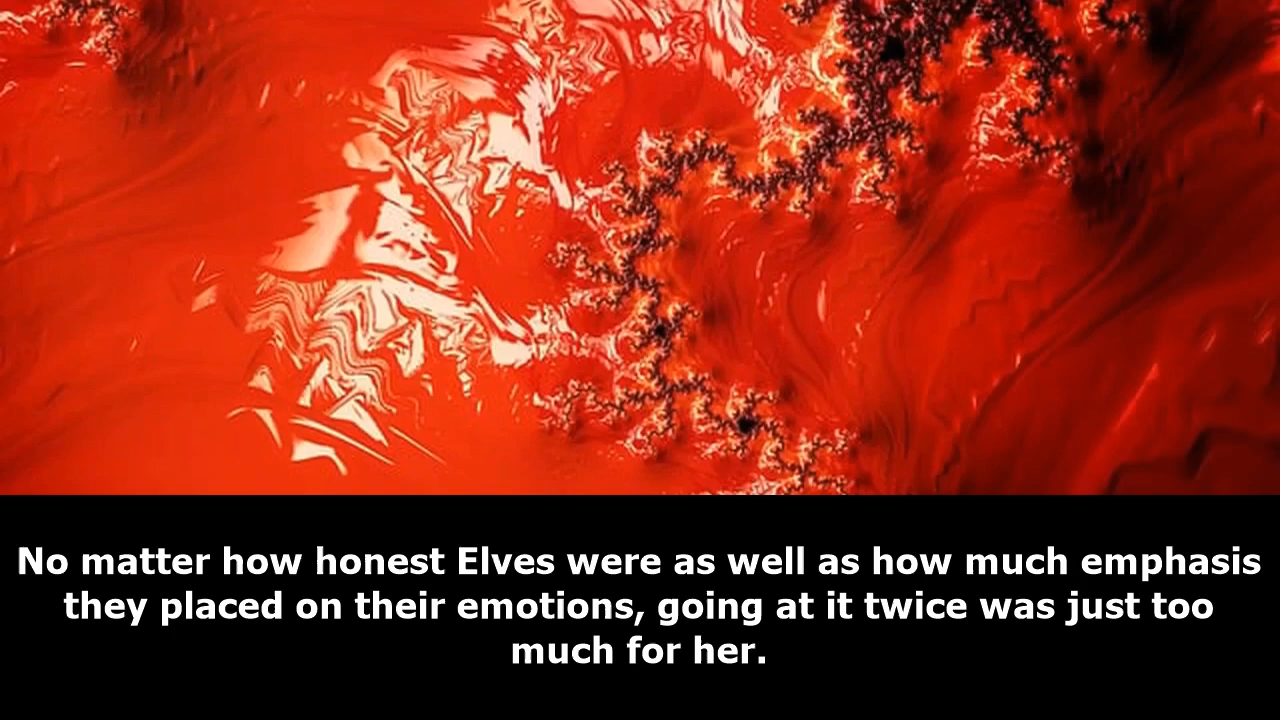 No matter how honest Elves were as well as how much emphasis
they placed on their emotions, going at it twice was just too
much for her.